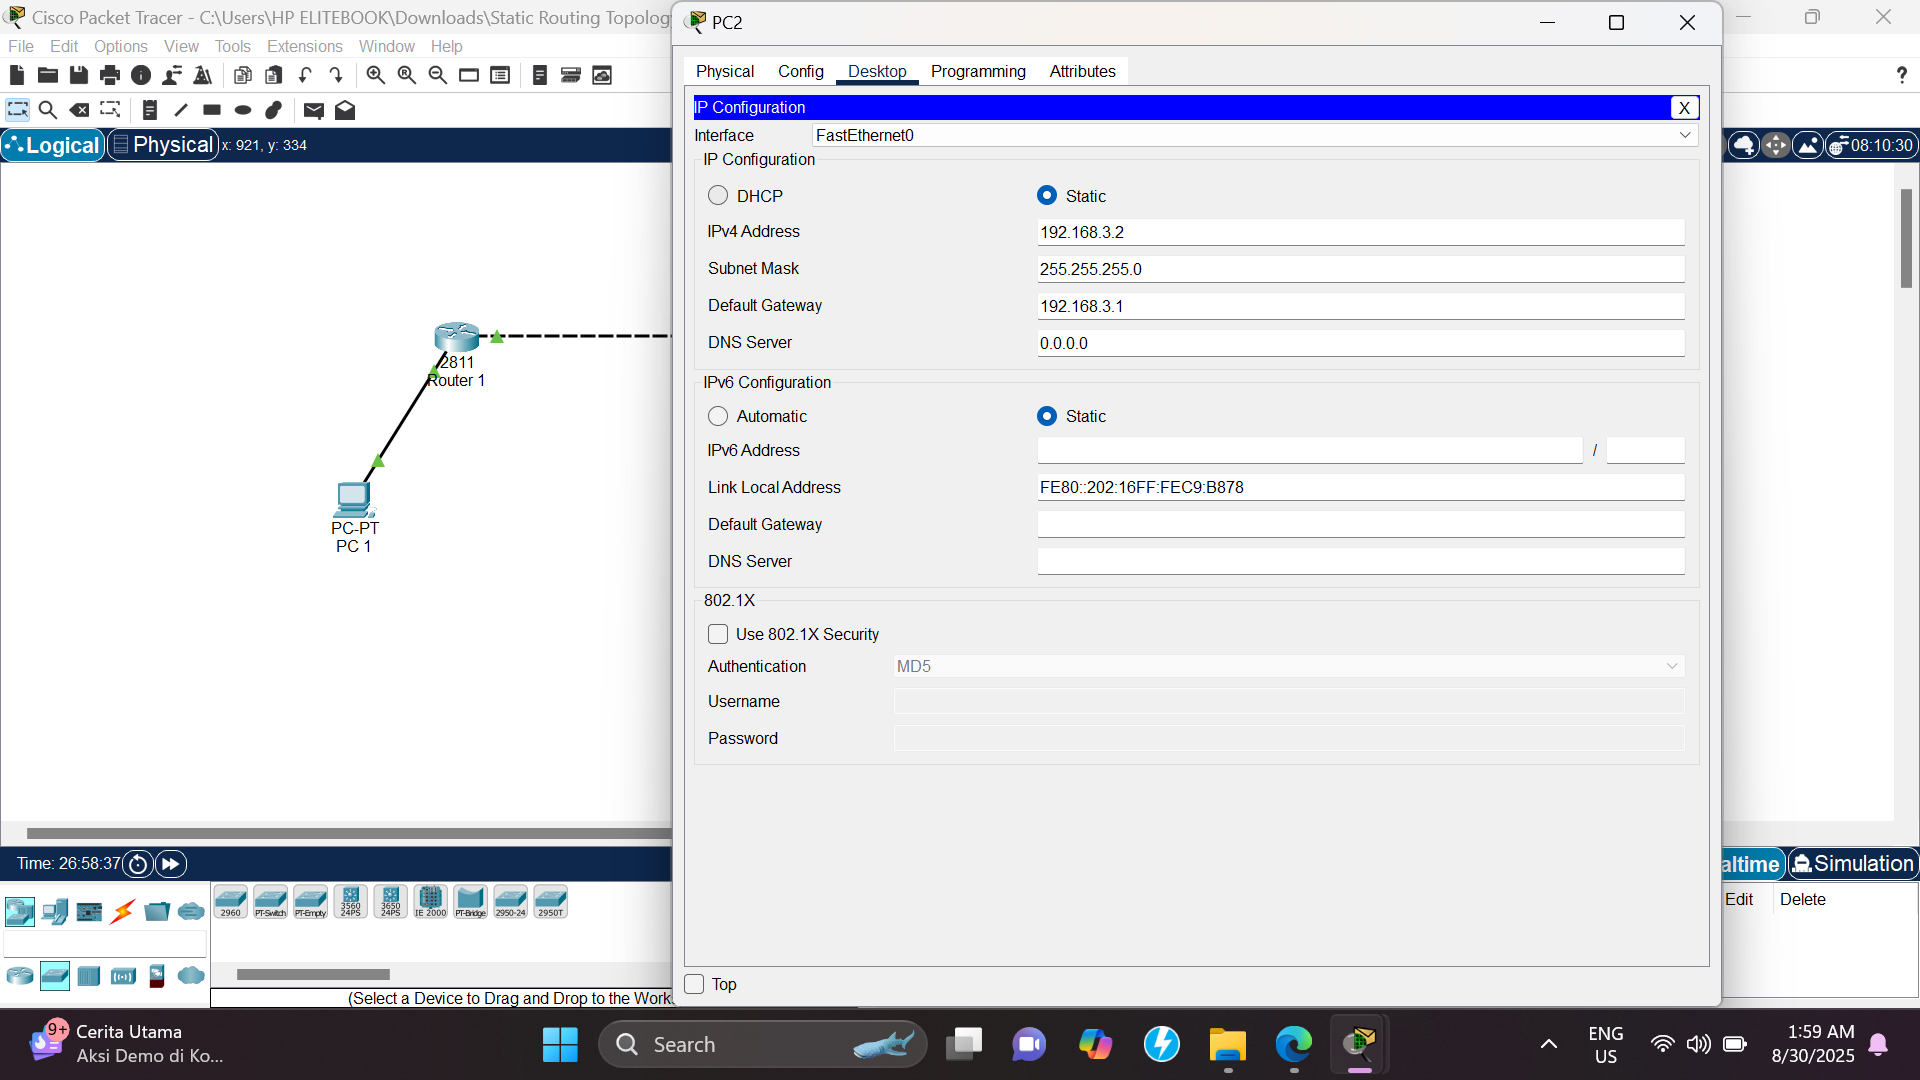 Cisco Packet Tracer - C:\Users\HP ELITEBOOK\Downloads\Static Routing Topolog
File Edit Options View Tools Extensions Window Help
?
Logical Physical x: 921, y: 334
08:10:30
2811
Router 1
PC-PT
PC 1
PC2
Physical Config Desktop Programming Attributes
IP Configuration X
Interface FastEthernet0
IP Configuration
DHCP Static
IPv4 Address 192.168.3.2
Subnet Mask 255.255.255.0
Default Gateway 192.168.3.1
DNS Server 0.0.0.0
IPv6 Configuration
Automatic Static
IPv6 Address /
Link Local Address FE80::202:16FF:FEC9:B878
Default Gateway
DNS Server
802.1X
Use 802.1X Security
Authentication MD5
Username
Password
Top
Time: 26:58:37
altime Simulation
Edit Delete
2960 PT-Switch PT-Empty 3560 24PS 3650 24PS IE 2000 PT-Bridge 2950-24 2950T
(Select a Device to Drag and Drop to the Work
9+
Cerita Utama
Aksi Demo di Ko...
Search
ENG
US
1:59 AM
8/30/2025